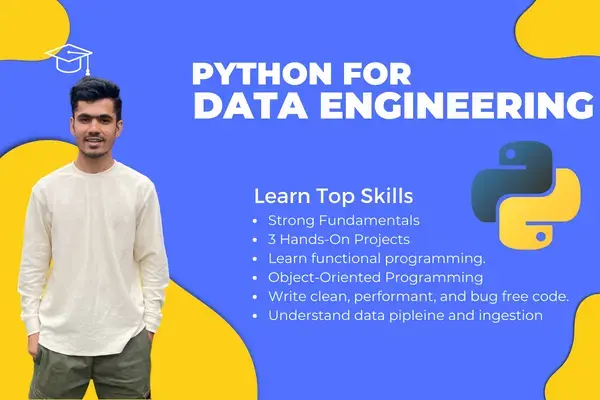 PYTHON FOR
DATA ENGINEERING
Learn Top Skills
• Strong Fundamentals
• 3 Hands-On Projects
• Learn functional programming.
• Object-Oriented Programming
• Write clean, performant, and bug free code.
• Understand data pipleine and ingestion